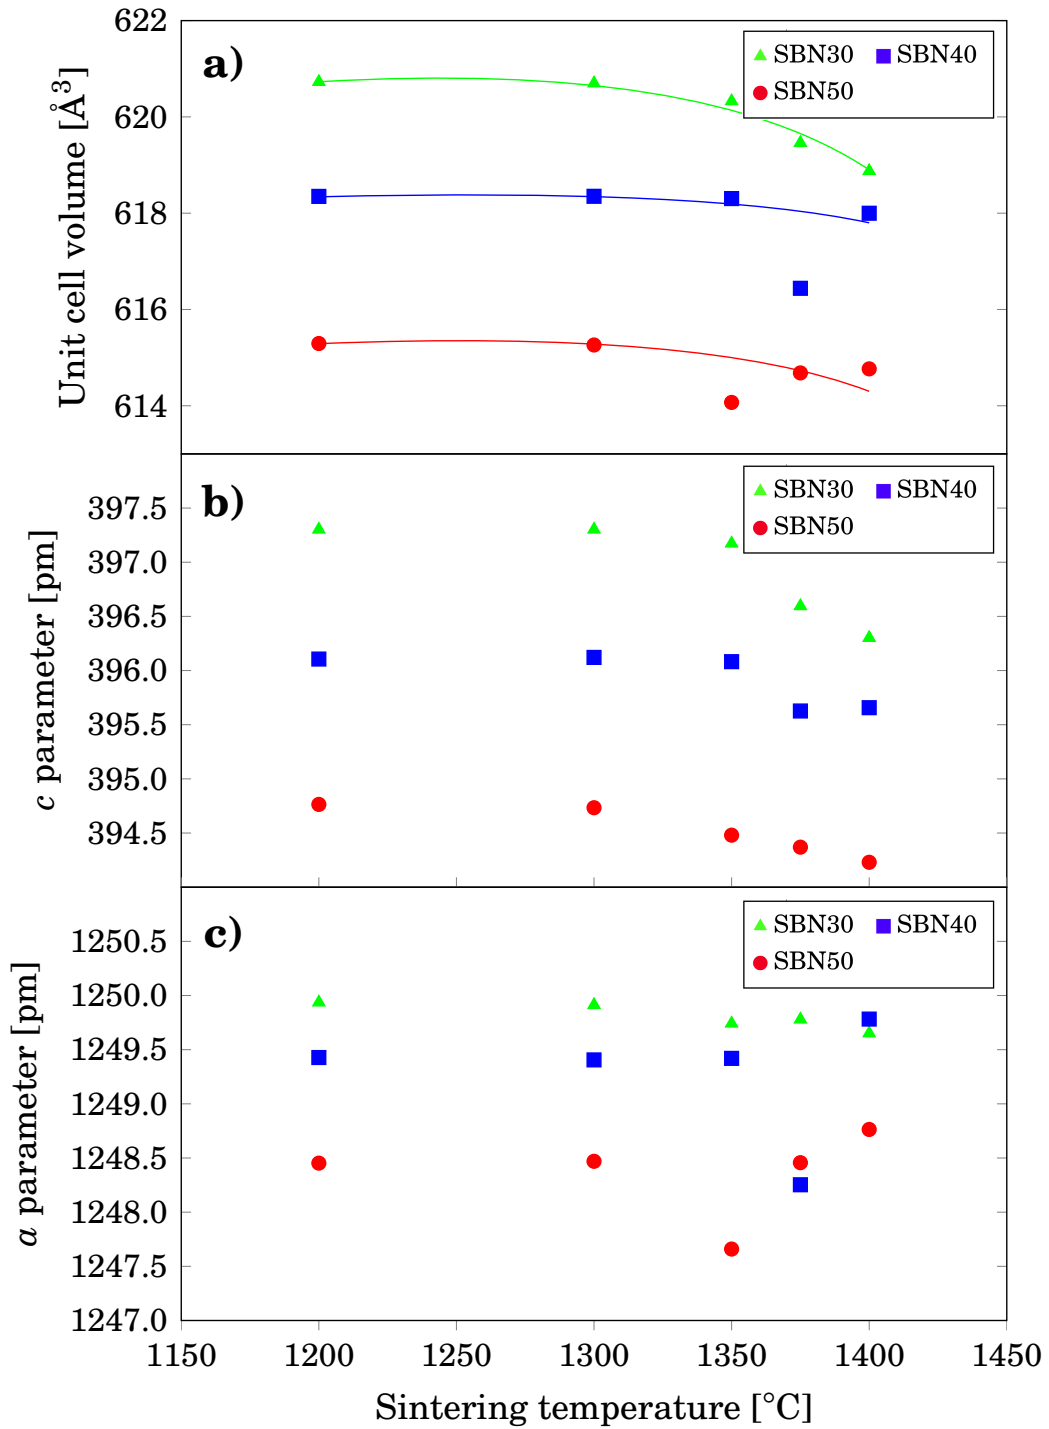 622
620
618
616
614
Unit cell volume [Å³]
a)
SBN30 SBN40
SBN50
397.5
397.0
396.5
396.0
395.5
395.0
394.5
c parameter [pm]
b)
SBN30 SBN40
SBN50
1250.5
1250.0
1249.5
1249.0
1248.5
1248.0
1247.5
1247.0
a parameter [pm]
c)
SBN30 SBN40
SBN50
1150 1200 1250 1300 1350 1400 1450
Sintering temperature [°C]